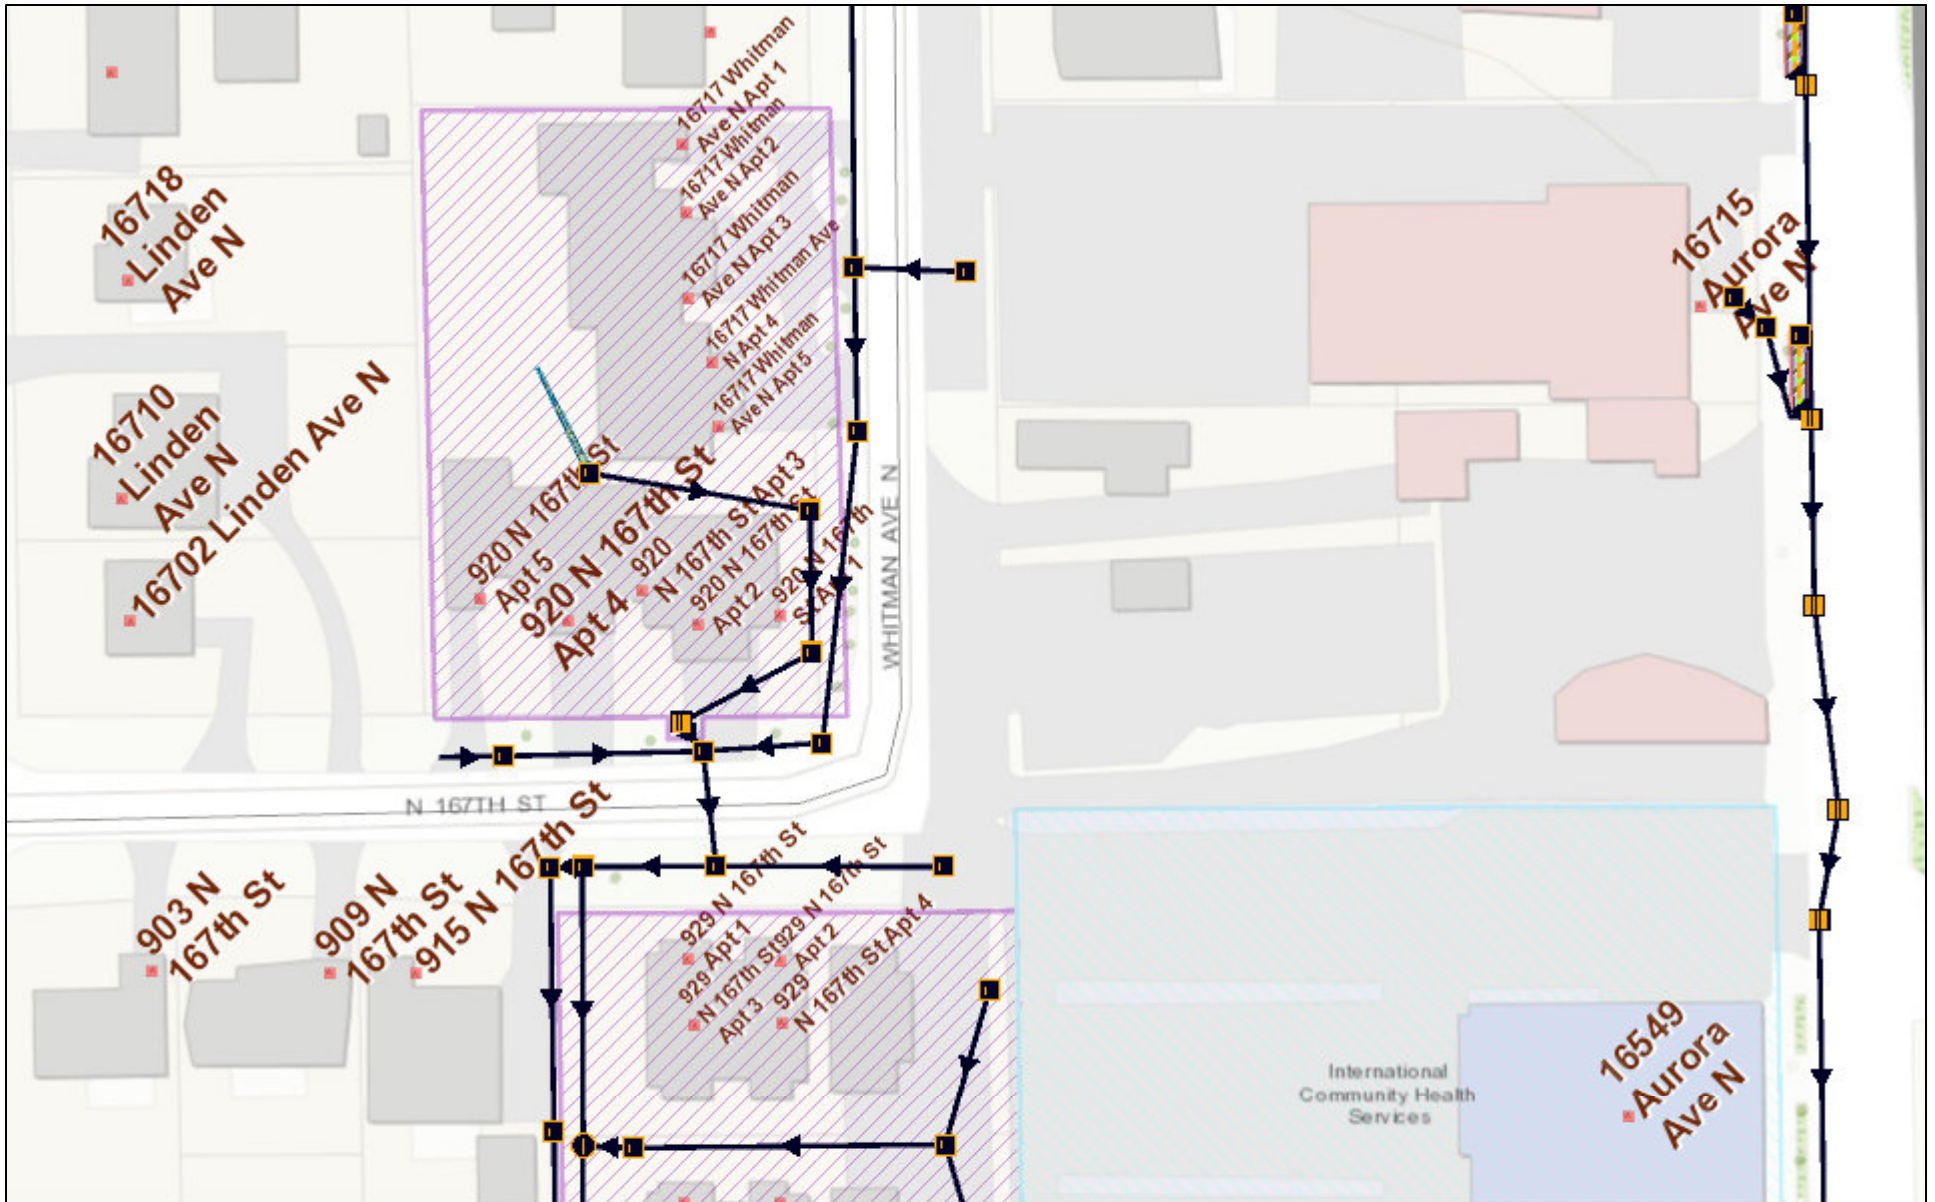 16717 Whitman
Ave N Apt 1
16717 Whitman
Ave N Apt 2
16717 Whitman
Ave N Apt 3
16717 Whitman Ave
N Apt 4
16717 Whitman
Ave N Apt 5
16718
Linden
Ave N
16715
Aurora
Ave N
16710
Linden
Ave N
16702 Linden Ave N
920 N 167th St
Apt 5
920 N 167th St
Apt 4
920
N 167th St Apt 3
920 N 167th St
Apt 2
920 N 167th
St Apt 1
WHITMAN AVE N
N 167TH ST
903 N
167th St
909 N
167th St
915 N 167th St
929 N 167th St
Apt 1
929 N 167th St
Apt 2
929
N 167th St
Apt 3
929
N 167th St Apt 4
International
Community Health
Services
16549
Aurora
Ave N